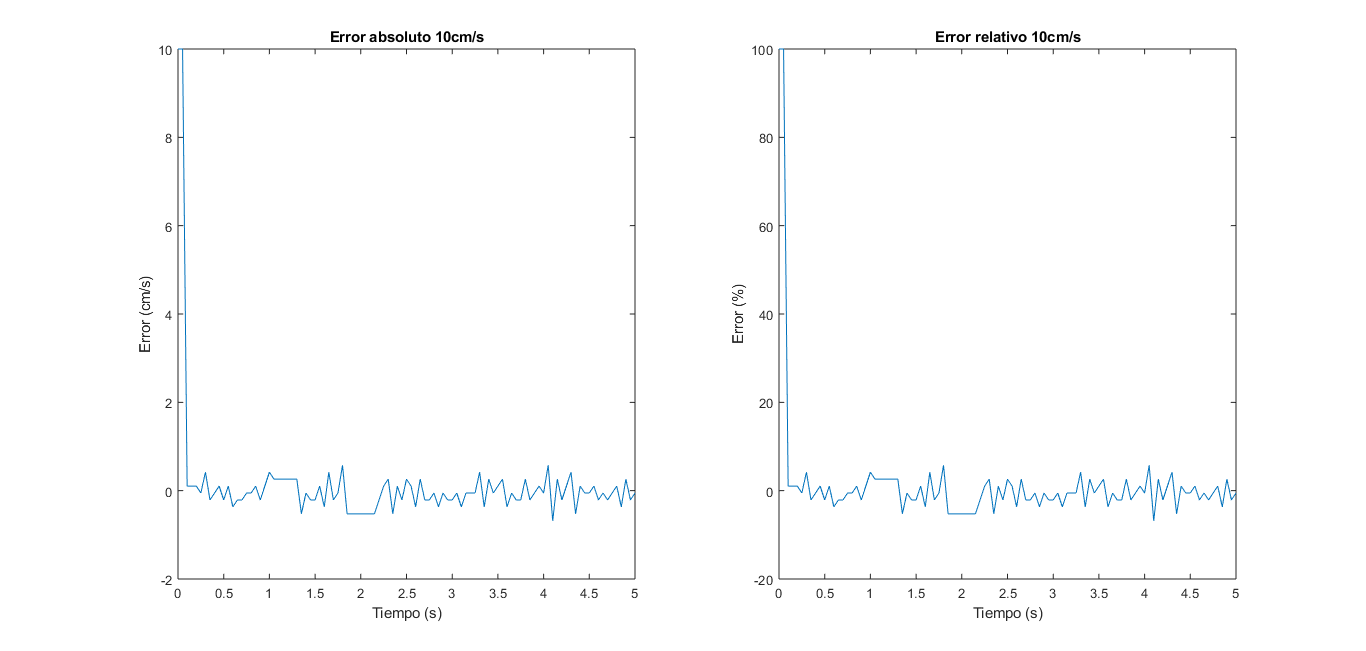 Error absoluto 10cm/s
10
8
6
4
2
0
-2
Error (cm/s)
0 0.5 1 1.5 2 2.5 3 3.5 4 4.5 5
Tiempo (s)
Error relativo 10cm/s
100
80
60
40
20
0
-20
Error (%)
0 0.5 1 1.5 2 2.5 3 3.5 4 4.5 5
Tiempo (s)